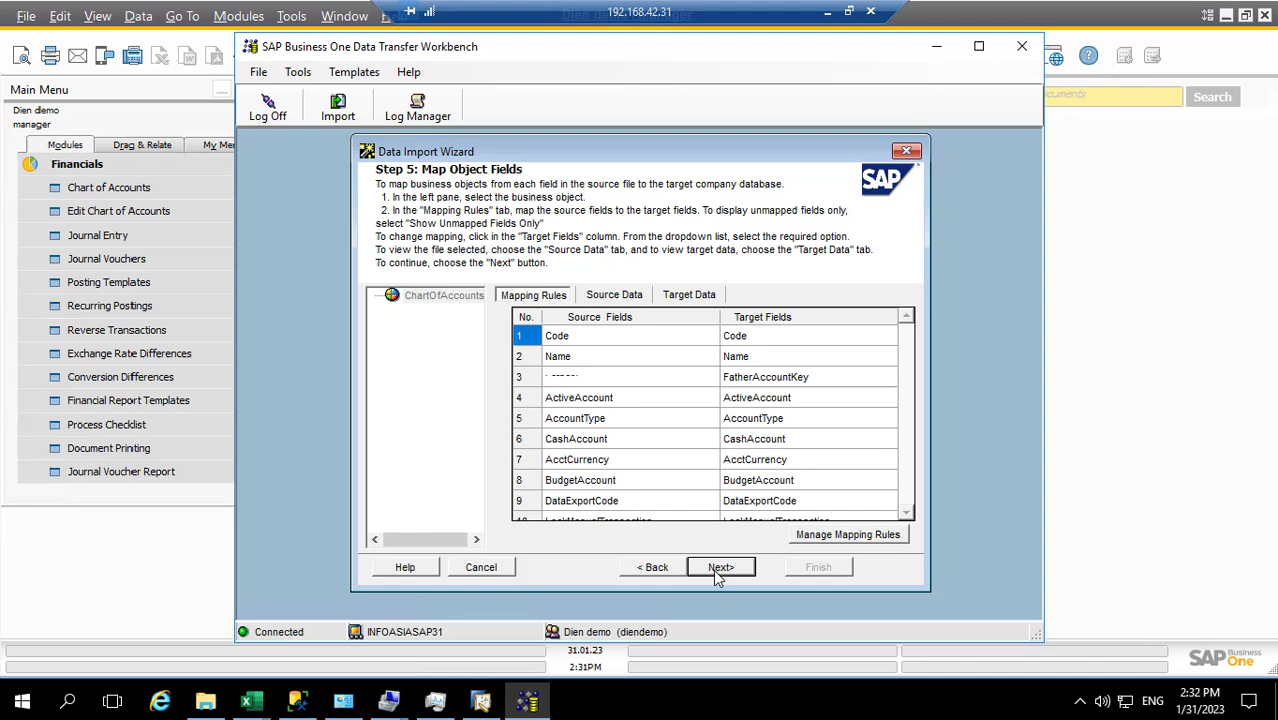 File Edit View Data Go To Modules Tools Window
192.168.42.31
SAP Business One Data Transfer Workbench
File Tools Templates Help
Log Off Import Log Manager
Search
Main Menu
Dien demo
manager
Modules Drag & Relate My Men
Financials
Chart of Accounts
Edit Chart of Accounts
Journal Entry
Journal Vouchers
Posting Templates
Recurring Postings
Reverse Transactions
Exchange Rate Differences
Conversion Differences
Financial Report Templates
Process Checklist
Document Printing
Journal Voucher Report
Data Import Wizard
Step 5: Map Object Fields
To map business objects from each field in the source file to the target company database.
1. In the left pane, select the business object.
2. In the "Mapping Rules" tab, map the source fields to the target fields. To display unmapped fields only,
select "Show Unmapped Fields Only"
To change mapping, click in the "Target Fields" column. From the dropdown list, select the required option.
To view the file selected, choose the "Source Data" tab, and to view target data, choose the "Target Data" tab.
To continue, choose the "Next" button.
SAP
ChartOfAccounts
Mapping Rules Source Data Target Data
No. Source Fields Target Fields
1 Code Code
2 Name Name
3 FatherAccountKey
4 ActiveAccount ActiveAccount
5 AccountType AccountType
6 CashAccount CashAccount
7 AcctCurrency AcctCurrency
8 BudgetAccount BudgetAccount
9 DataExportCode DataExportCode
Manage Mapping Rules
Help Cancel < Back Next> Finish
Connected INFOASIASAP31 Dien demo (diendemo)
31.01.23
2:31PM
SAP Business One
ENG
2:32 PM
1/31/2023